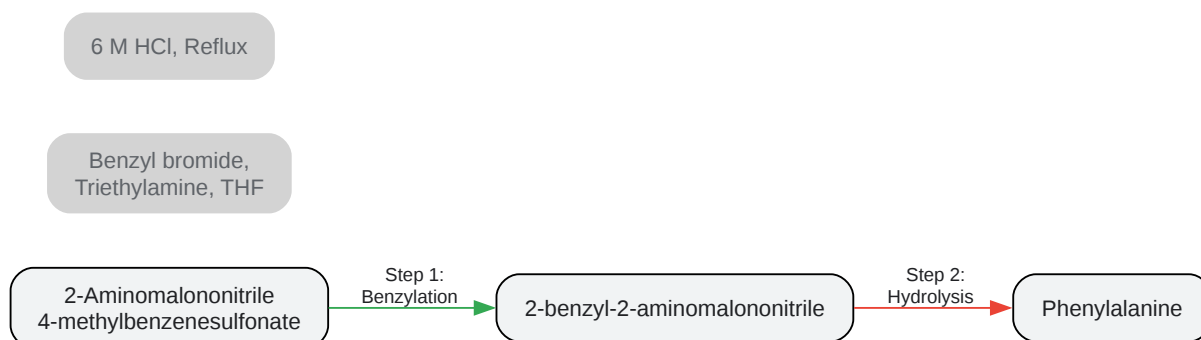 6 M HCl, Reflux
Benzyl bromide,
Triethylamine, THF
2-Aminomalononitrile
4-methylbenzenesulfonate
Step 1:
Benzylation
2-benzyl-2-aminomalononitrile
Step 2:
Hydrolysis
Phenylalanine